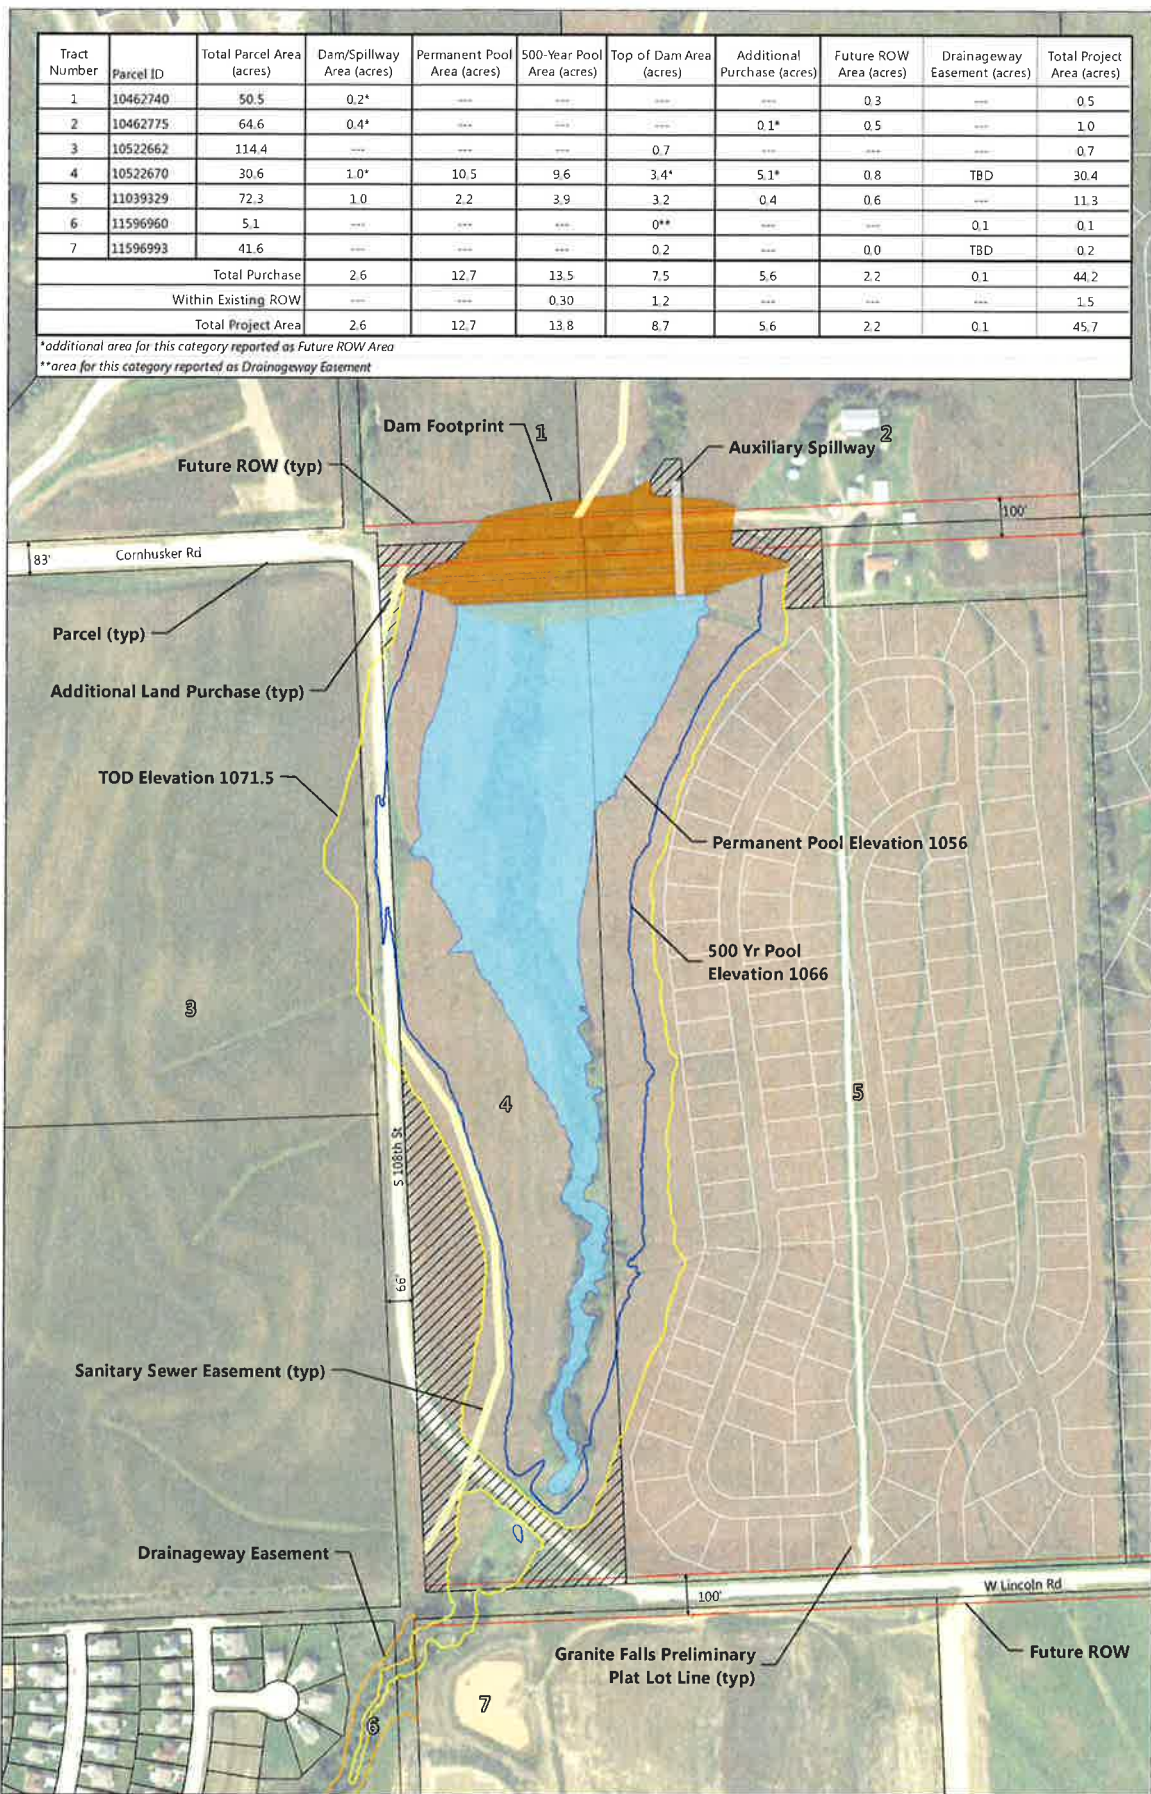 Tract Number Parcel ID Total Parcel Area (acres) Dam/Spillway Area (acres) Permanent Pool Area (acres) 500-Year Pool Area (acres) Top of Dam Area (acres) Additional Purchase (acres) Future ROW Area (acres) Drainageway Easement (acres) Total Project Area (acres)
1 10462740 50.5 0.2* --- --- --- --- 0.3 --- 0.5
2 10462775 64.6 0.4* --- --- --- 0.1* 0.5 --- 1.0
3 10522662 114.4 --- --- --- 0.7 --- --- --- 0.7
4 10522670 30.6 1.0* 10.5 9.6 3.4* 5.1* 0.8 TBD 30.4
5 11039329 72.3 1.0 2.2 3.9 3.2 0.4 0.6 --- 11.3
6 11596960 5.1 --- --- --- 0** --- --- 0.1 0.1
7 11596993 41.6 --- --- --- 0.2 --- 0.0 TBD 0.2
Total Purchase 2.6 12.7 13.5 7.5 5.6 2.2 0.1 44.2
Within Existing ROW --- --- 0.30 1.2 --- --- --- 1.5
Total Project Area 2.6 12.7 13.8 8.7 5.6 2.2 0.1 45.7
*additional area for this category reported as Future ROW Area
**area for this category reported as Drainageway Easement
Dam Footprint
1
2
Auxiliary Spillway
Future ROW (typ)
100'
83'
Cornhusker Rd
Parcel (typ)
Additional Land Purchase (typ)
TOD Elevation 1071.5
Permanent Pool Elevation 1056
500 Yr Pool
Elevation 1066
3
4
5
S 108th St
66'
Sanitary Sewer Easement (typ)
Drainageway Easement
W Lincoln Rd
100'
Granite Falls Preliminary
Plat Lot Line (typ)
Future ROW
7
6